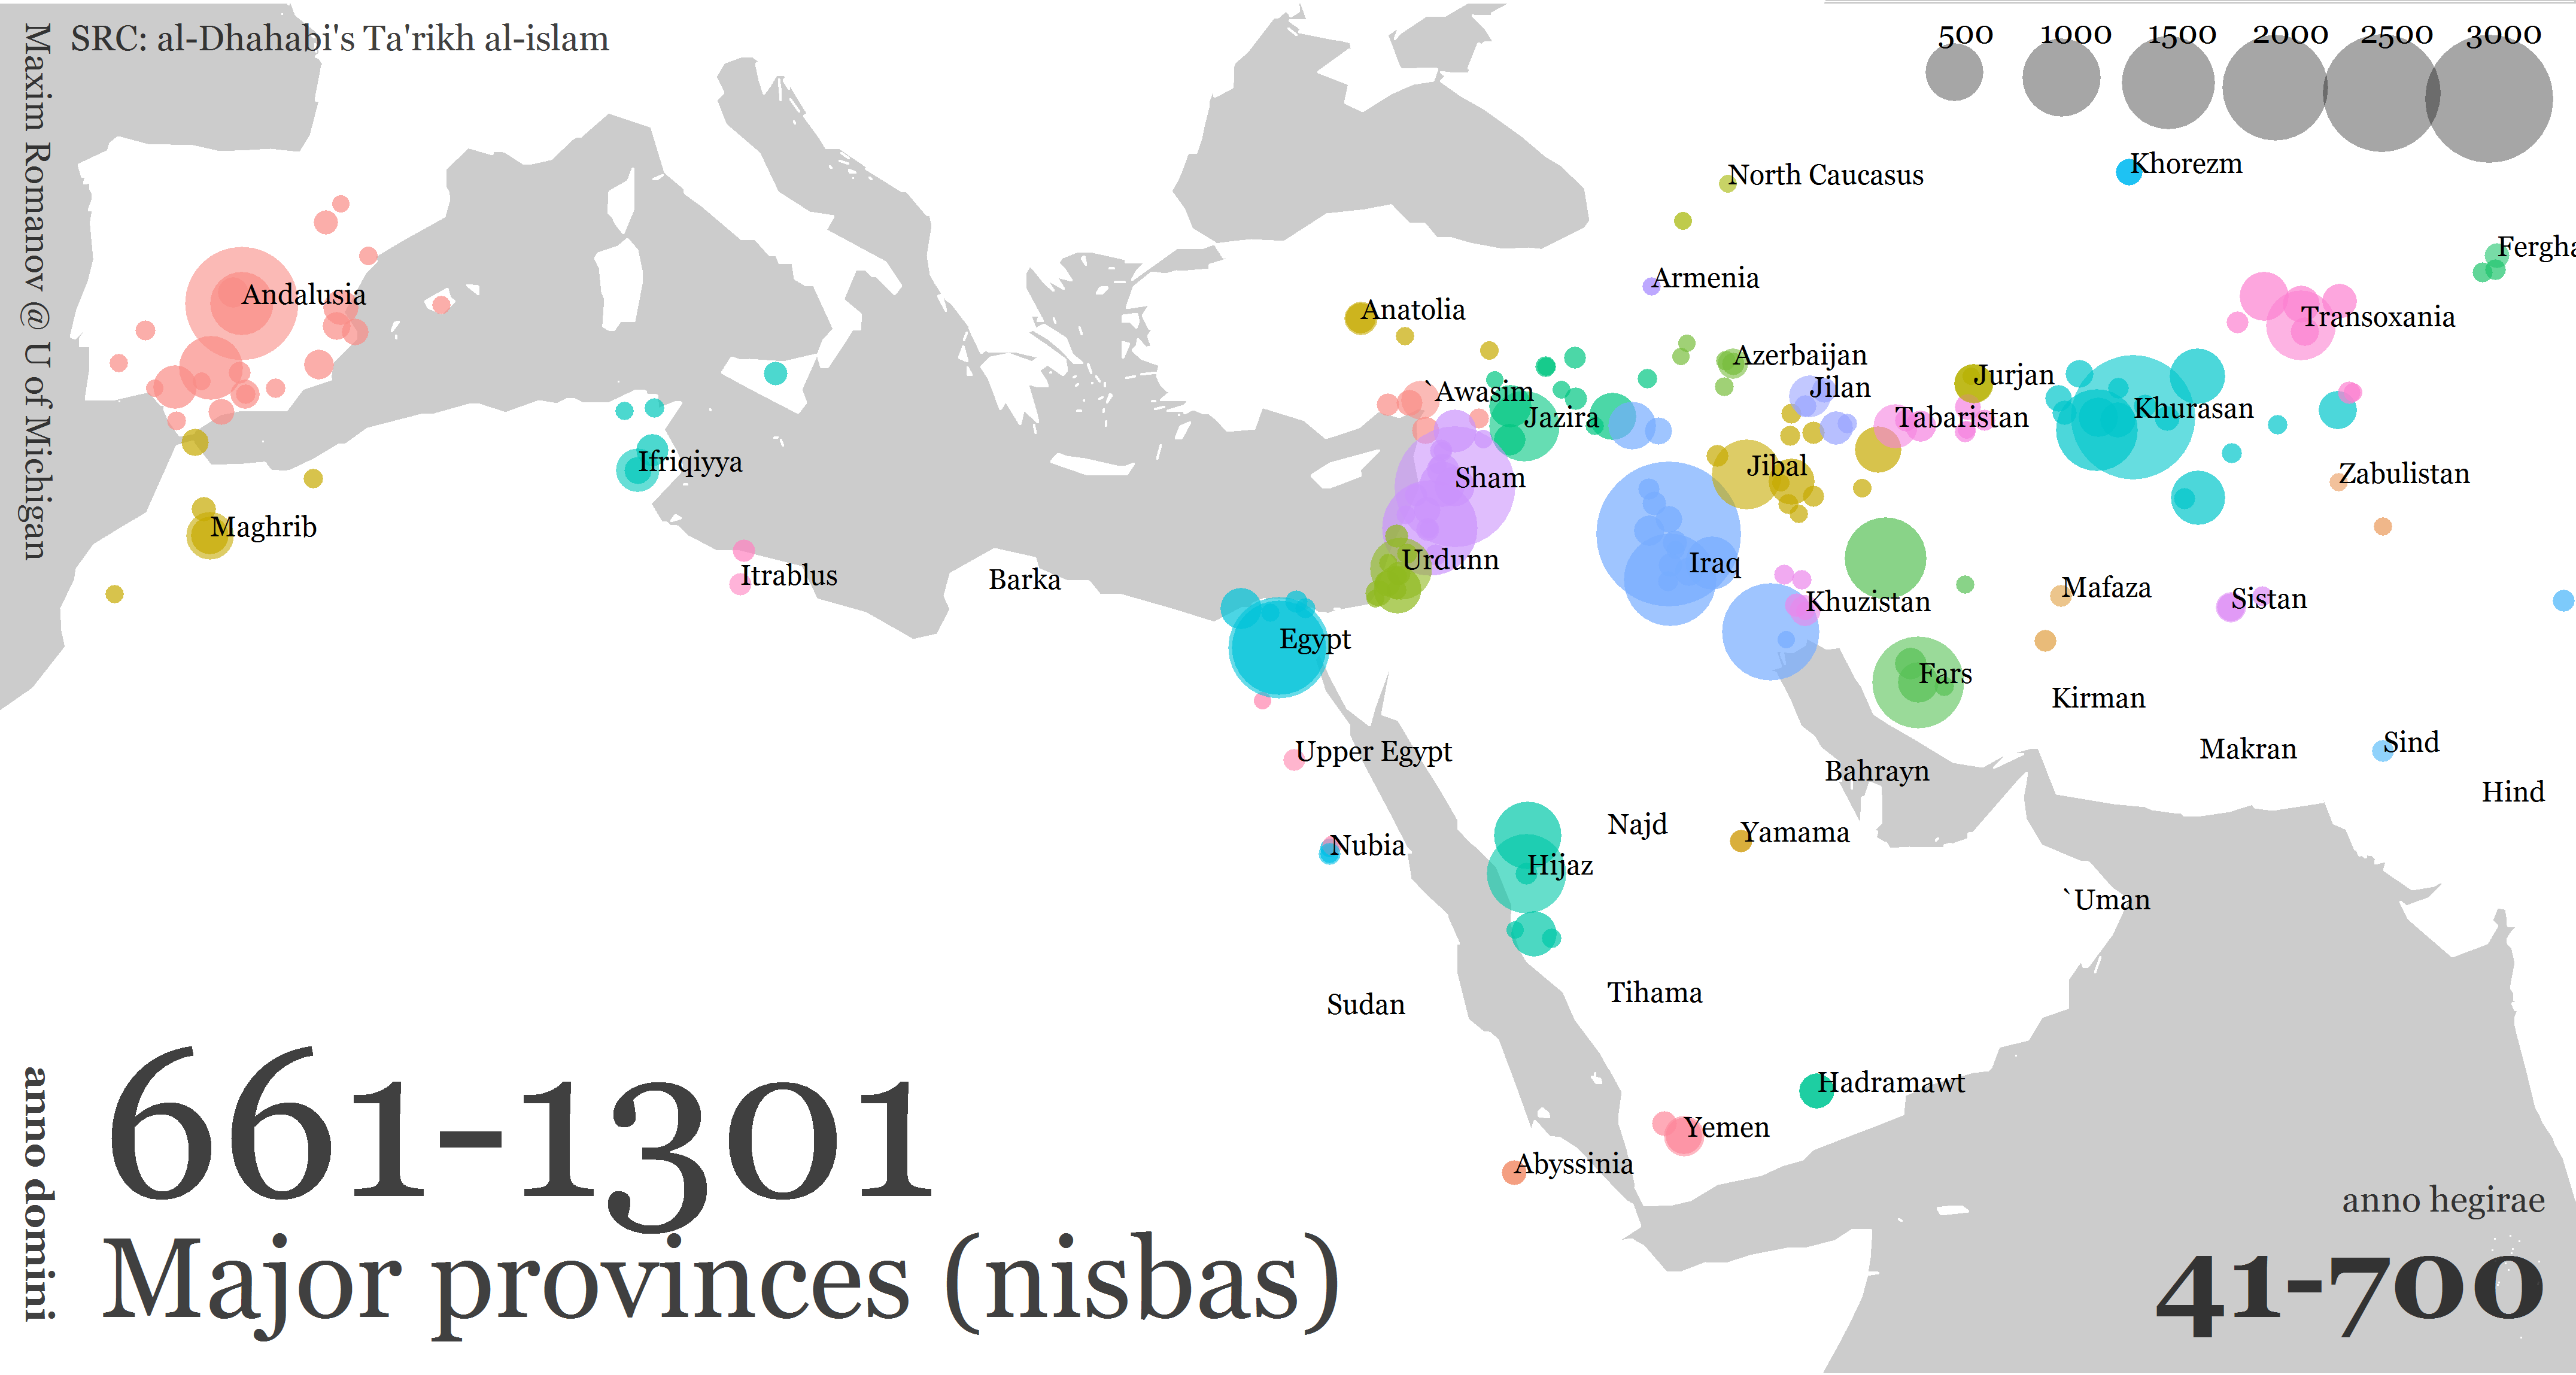 SRC: al-Dhahabi's Ta'rikh al-islam
Maxim Romanov @ U of Michigan
500 1000 1500 2000 2500 3000
North Caucasus
Khorezm
Armenia
Andalusia
Anatolia
Transoxania
Azerbaijan
Jilan
Jurjan
`Awasim
Jazira
Tabaristan
Khurasan
Ifriqiyya
Sham
Jibal
Zabulistan
Maghrib
Itrablus
Barka
Urdunn
Iraq
Khuzistan
Mafaza
Sistan
Egypt
Fars
Kirman
Upper Egypt
Bahrayn
Makran
Sind
Hind
Nubia
Hijaz
Najd
Yamama
`Uman
Sudan
Tihama
Hadramawt
Yemen
Abyssinia
anno domini
661-1301
Major provinces (nisbas)
anno hegirae
41-700